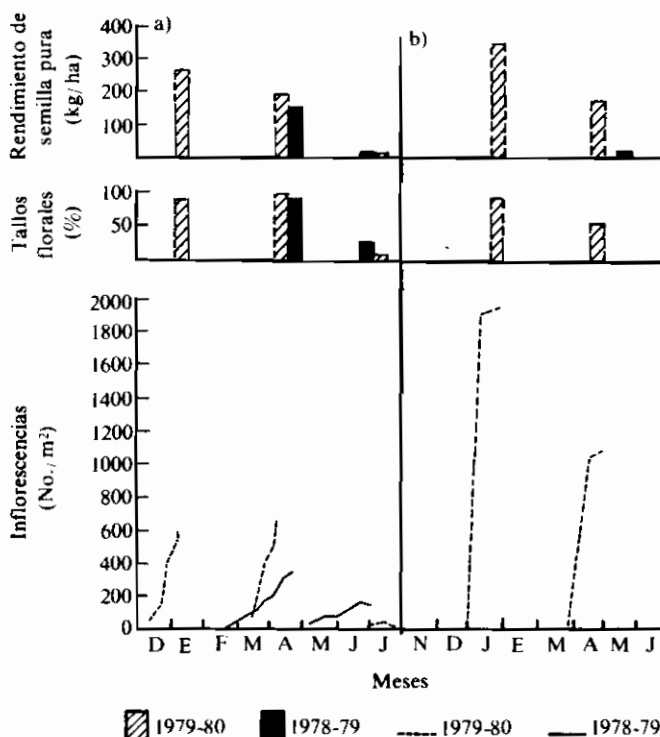 a)
b)
Rendimiento de
semilla pura
(kg/ha)
400
300
200
100
Tallos
florales
(%)
100
50
Inflorescencias
(No./m²)
2000
1800
1600
1400
1200
1000
800
600
400
200
0
D E F M A M J J N D J E M A M J
Meses
1979-80 1978-79 1979-80 1978-79